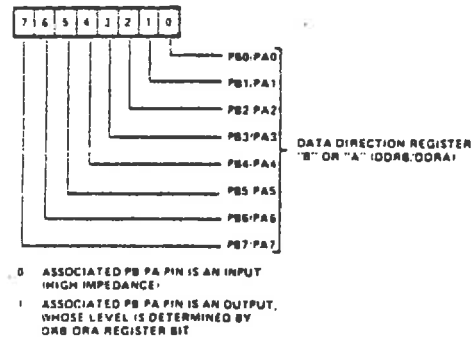 7 6 5 4 3 2 1 0
PB0/PA0
PB1/PA1
PB2/PA2
PB3/PA3
PB4/PA4
PB5/PA5
PB6/PA6
PB7/PA7
DATA DIRECTION REGISTER
"B" OR "A" (DDRB/DDRA)
0 ASSOCIATED PB PA PIN IS AN INPUT
(HIGH IMPEDANCE)
1 ASSOCIATED PB PA PIN IS AN OUTPUT,
WHOSE LEVEL IS DETERMINED BY
ORB ORA REGISTER BIT